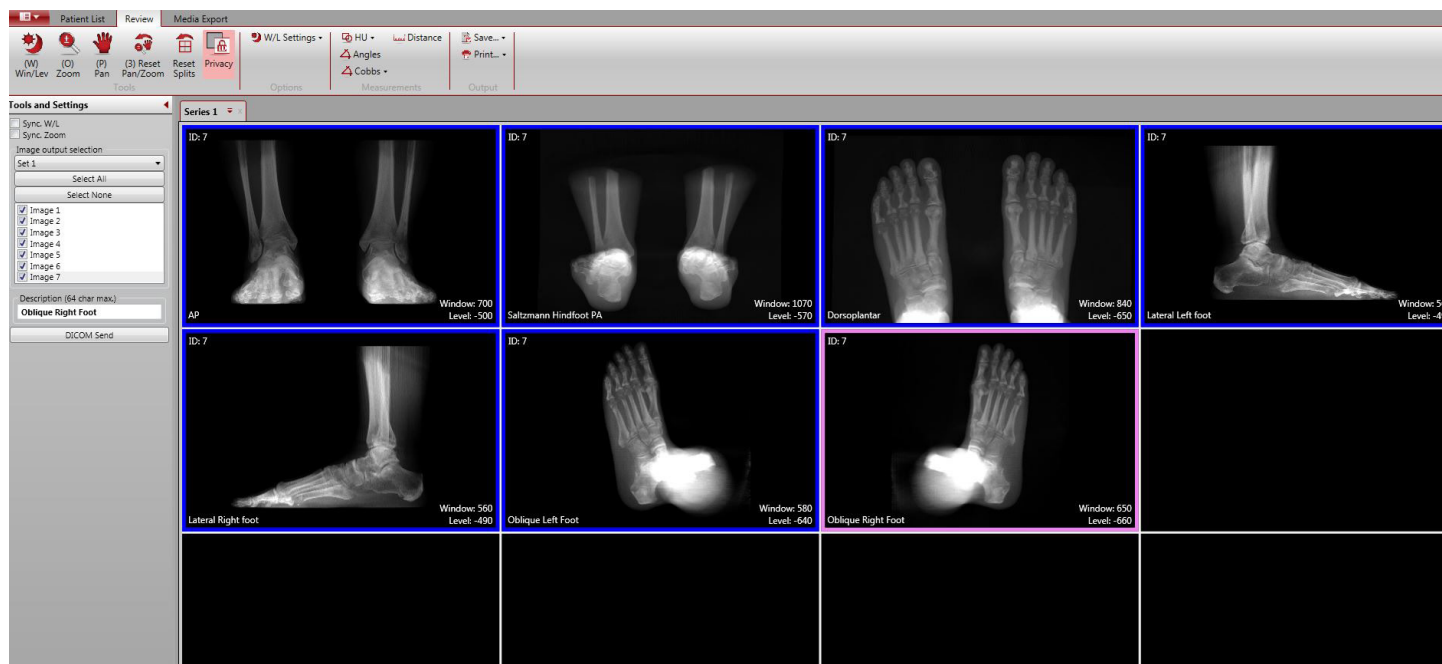 Patient List Review Media Export
(W) Win/Lev
(O) Zoom
(P) Pan
(3) Reset Pan/Zoom
Reset Splits
Privacy
Tools
W/L Settings
Options
HU Distance
Angles
Cobbs
Measurements
Save...
Print...
Output
Tools and Settings
Sync. W/L
Sync. Zoom
Image output selection
Set 1
Select All
Select None
Image 1
Image 2
Image 3
Image 4
Image 5
Image 6
Image 7
Description (64 char max.)
Oblique Right Foot
DICOM Send
Series 1
ID: 7
Window: 700
AP Level: -500
ID: 7
Window: 1070
Saltzmann Hindfoot PA Level: -570
ID: 7
Window: 840
Dorsoplantar Level: -650
ID: 7
Window:
Lateral Left foot Level:
ID: 7
Window: 560
Lateral Right foot Level: -490
ID: 7
Window: 580
Oblique Left Foot Level: -640
ID: 7
Window: 650
Oblique Right Foot Level: -660